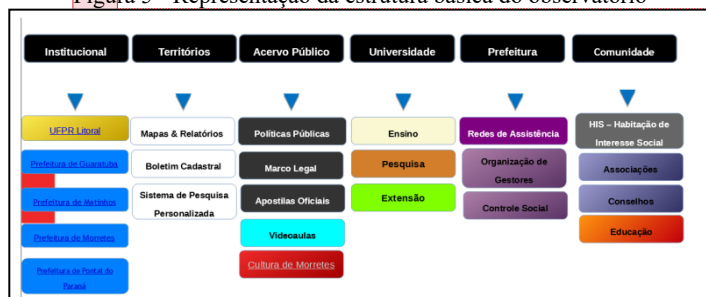 Figura 5 - Representação da estrutura básica do observatório
Institucional
Territórios
Acervo Público
Universidade
Prefeitura
Comunidade
UFPR Litoral
Prefeitura de Guaratuba
Prefeitura de Matinhos
Prefeitura de Morretes
Prefeitura de Pontal do
Paraná
Mapas & Relatórios
Boletim Cadastral
Sistema de Pesquisa
Personalizada
Políticas Públicas
Marco Legal
Apostilas Oficiais
Videoaulas
Cultura de Morretes
Ensino
Pesquisa
Extensão
Redes de Assistência
Organização de
Gestores
Controle Social
HIS – Habitação de
Interesse Social
Associações
Conselhos
Educação